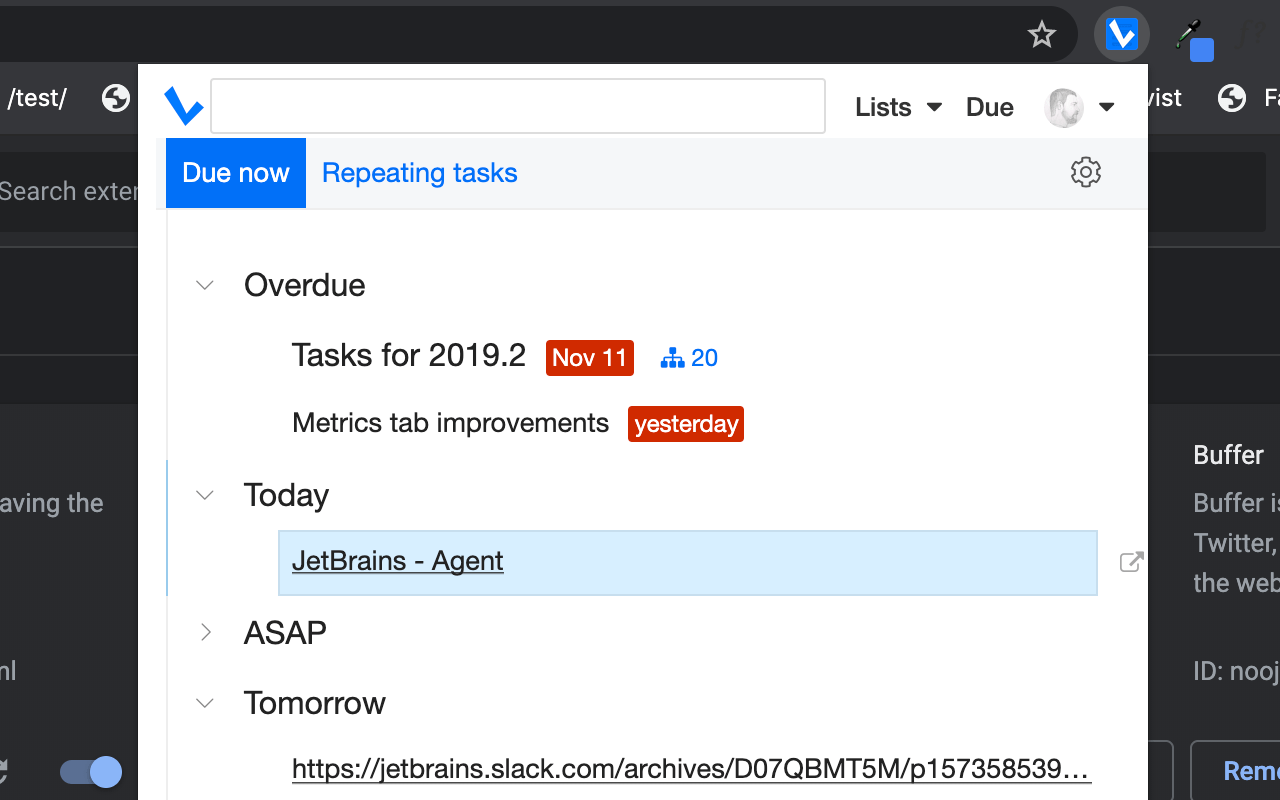 /test/
vist
Fa
Lists
Due
Search exter
Due now
Repeating tasks
Overdue
Tasks for 2019.2
Nov 11
20
Metrics tab improvements
yesterday
Buffer
Today
aving the
Buffer is
Twitter,
JetBrains - Agent
the web
ASAP
ml
ID: nooj
Tomorrow
https://jetbrains.slack.com/archives/D07QBMT5M/p157358539...
Remo